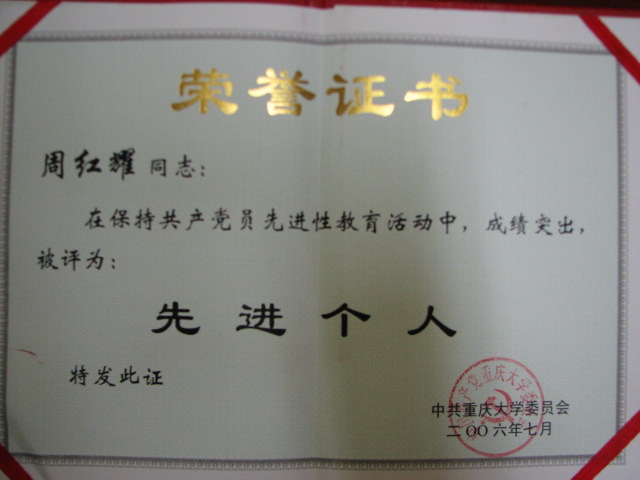 荣誉证书
周红耀同志：
在保持共产党员先进性教育活动中，成绩突出，
被评为：
先进个人
特发此证
中共重庆大学委员会
二OO六年七月